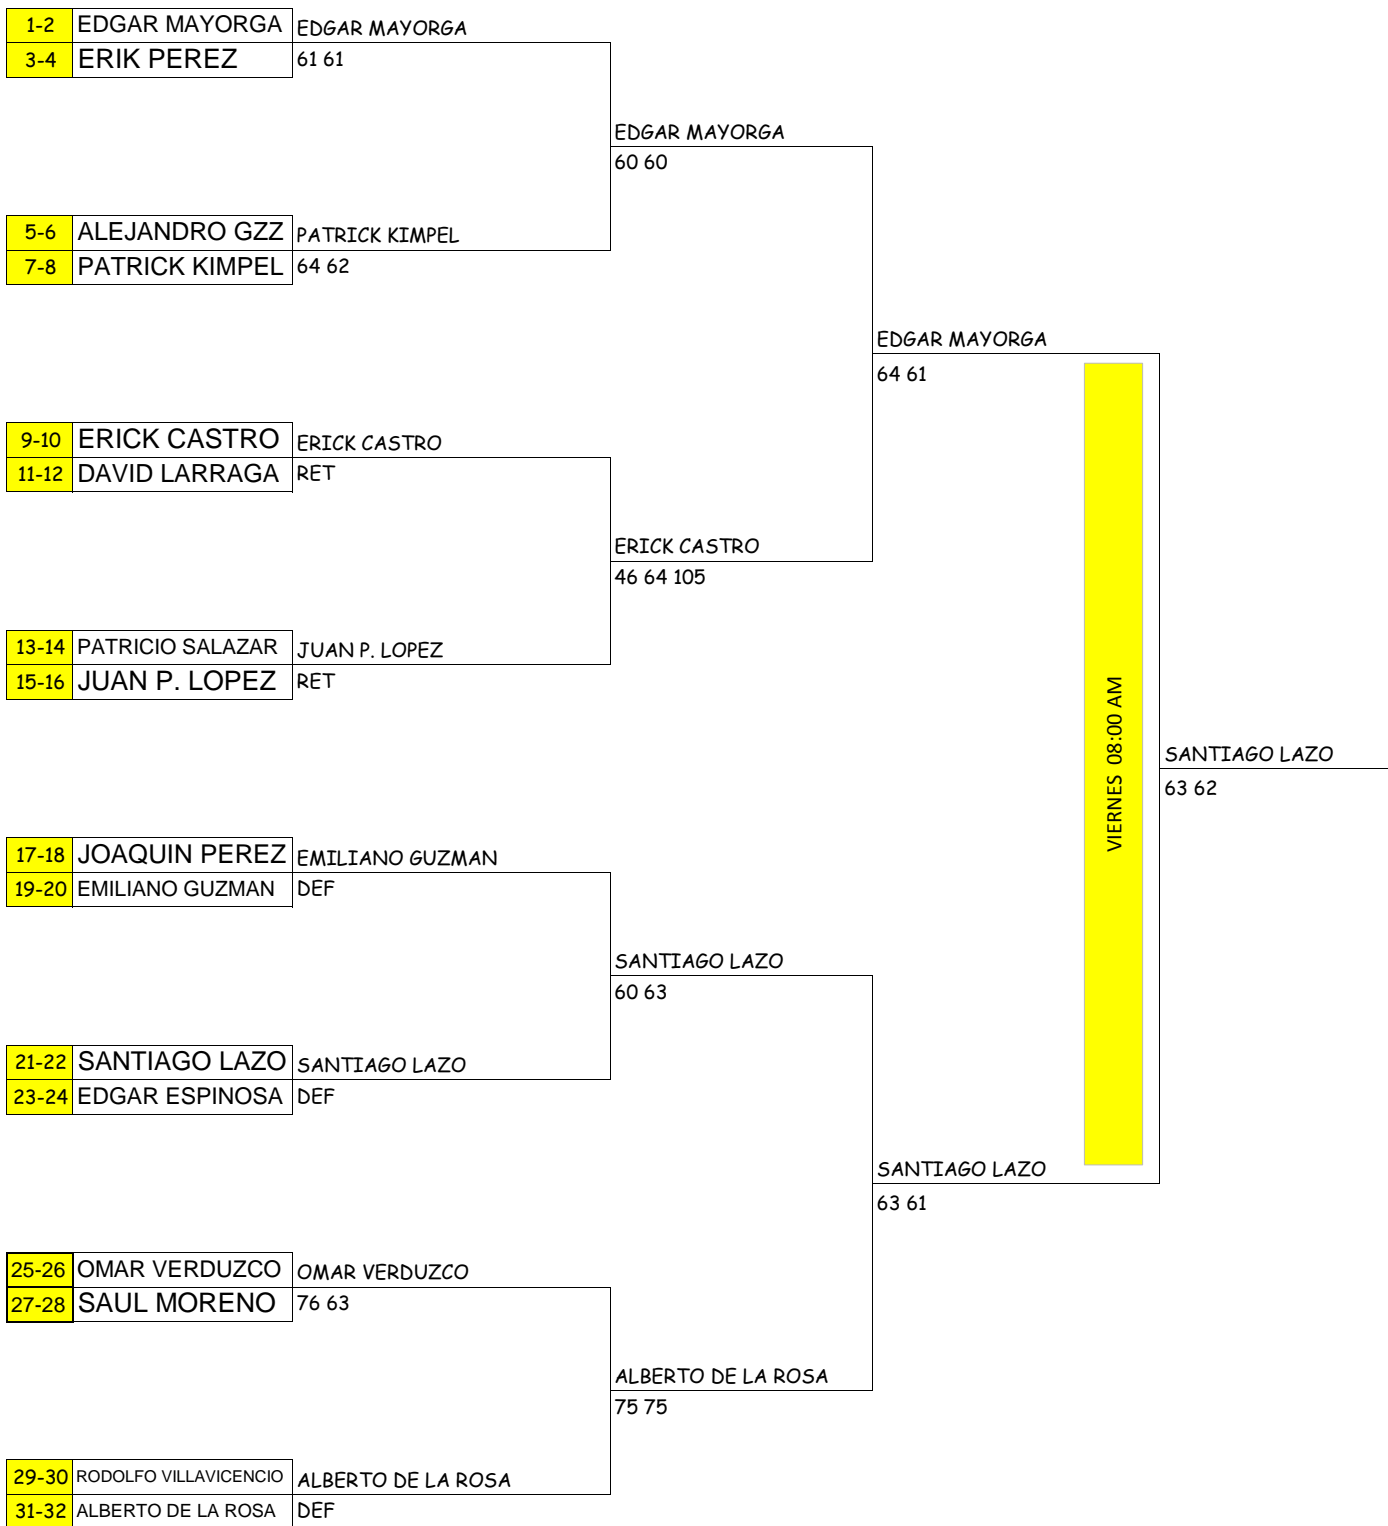 1-2 EDGAR MAYORGA EDGAR MAYORGA
3-4 ERIK PEREZ 61 61
EDGAR MAYORGA
60 60
5-6 ALEJANDRO GZZ PATRICK KIMPEL
7-8 PATRICK KIMPEL 64 62
EDGAR MAYORGA
64 61
9-10 ERICK CASTRO ERICK CASTRO
11-12 DAVID LARRAGA RET
ERICK CASTRO
46 64 105
13-14 PATRICIO SALAZAR JUAN P. LOPEZ
15-16 JUAN P. LOPEZ RET
VIERNES 08:00 AM
SANTIAGO LAZO
63 62
17-18 JOAQUIN PEREZ EMILIANO GUZMAN
19-20 EMILIANO GUZMAN DEF
SANTIAGO LAZO
60 63
21-22 SANTIAGO LAZO SANTIAGO LAZO
23-24 EDGAR ESPINOSA DEF
SANTIAGO LAZO
63 61
25-26 OMAR VERDUZCO OMAR VERDUZCO
27-28 SAUL MORENO 76 63
ALBERTO DE LA ROSA
75 75
29-30 RODOLFO VILLAVICENCIO ALBERTO DE LA ROSA
31-32 ALBERTO DE LA ROSA DEF